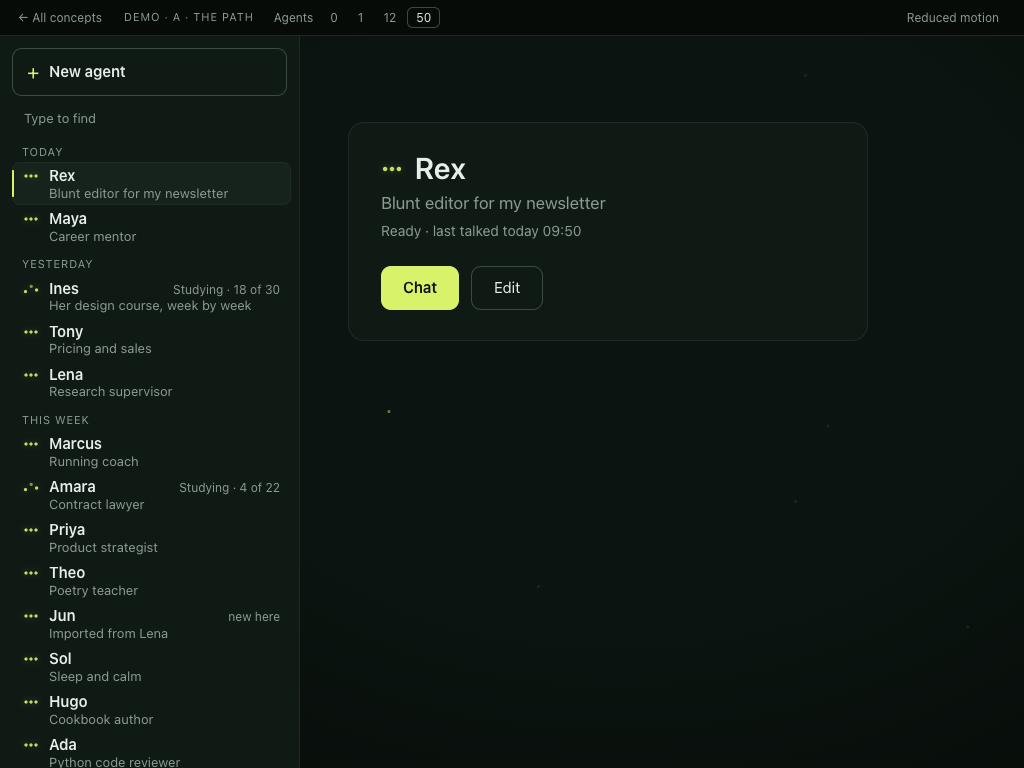 ← All concepts
DEMO · A · THE PATH
Agents 0 1 12 50
Reduced motion
+ New agent
Type to find
TODAY
Rex
Blunt editor for my newsletter
Maya
Career mentor
YESTERDAY
Ines Studying · 18 of 30
Her design course, week by week
Tony
Pricing and sales
Lena
Research supervisor
THIS WEEK
Marcus
Running coach
Amara Studying · 4 of 22
Contract lawyer
Priya
Product strategist
Theo
Poetry teacher
Jun new here
Imported from Lena
Sol
Sleep and calm
Hugo
Cookbook author
Ada
Python code reviewer
Rex
Blunt editor for my newsletter
Ready · last talked today 09:50
Chat
Edit